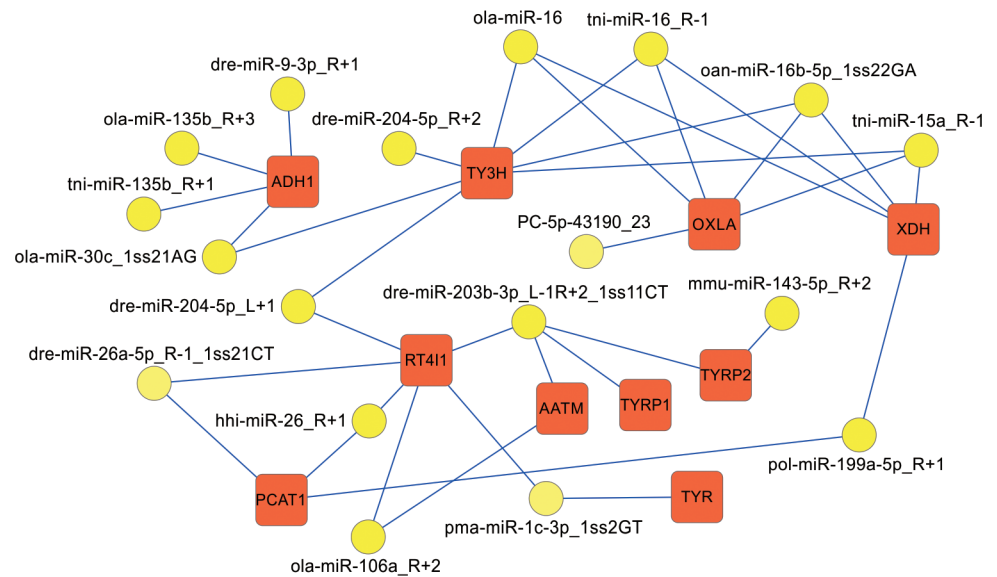 ola-miR-16
tni-miR-16_R-1
dre-miR-9-3p_R+1
oan-miR-16b-5p_1ss22GA
ola-miR-135b_R+3
dre-miR-204-5p_R+2
tni-miR-15a_R-1
TY3H
ADH1
tni-miR-135b_R+1
PC-5p-43190_23
OXLA
XDH
ola-miR-30c_1ss21AG
mmu-miR-143-5p_R+2
dre-miR-203b-3p_L-1R+2_1ss11CT
dre-miR-204-5p_L+1
dre-miR-26a-5p_R-1_1ss21CT
RT4I1
TYRP2
AATM
TYRP1
hhi-miR-26_R+1
pol-miR-199a-5p_R+1
PCAT1
TYR
pma-miR-1c-3p_1ss2GT
ola-miR-106a_R+2